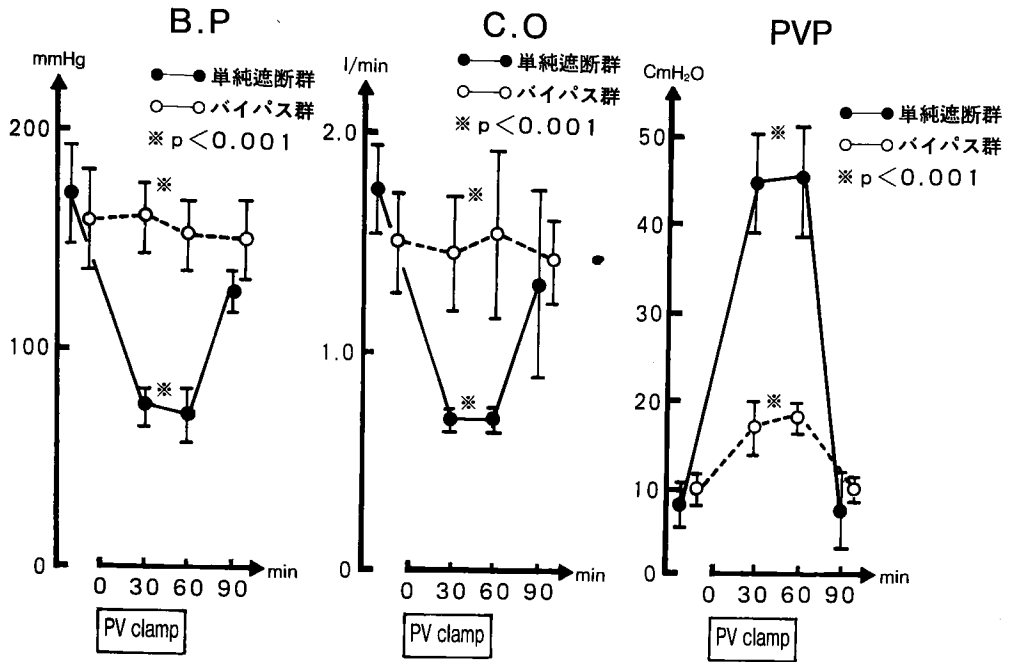 B.P
mmHg
●—● 単純遮断群
○—○ バイパス群
※ p<0.001
200
100
0
※
※
0 30 60 90 min
PV clamp
C.O
l/min
●—● 単純遮断群
○—○ バイパス群
※ p<0.001
2.0
1.0
0
※
※
0 30 60 90 min
PV clamp
PVP
CmH₂O
●—● 単純遮断群
○—○ バイパス群
※ p<0.001
50
40
30
20
10
0
※
※
0 30 60 90 min
PV clamp